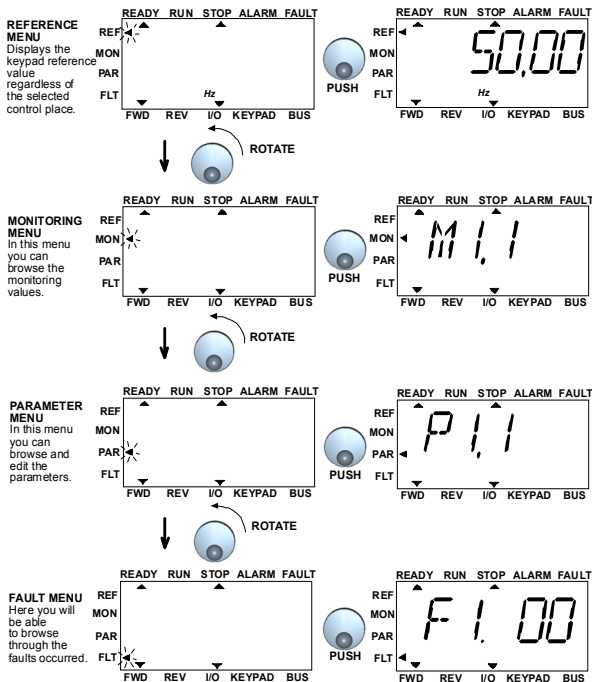 READY RUN STOP ALARM FAULT
REFERENCE MENU
Displays the
keypad reference
value
regardless of
the selected
control place.
REF
MON
PAR
FLT
Hz
FWD REV I/O KEYPAD BUS
PUSH
READY RUN STOP ALARM FAULT
REF
MON
PAR
FLT
50.00
Hz
FWD REV I/O KEYPAD BUS
ROTATE
READY RUN STOP ALARM FAULT
MONITORING
MENU
In this menu
you can
browse the
monitoring
values.
REF
MON
PAR
FLT
FWD REV I/O KEYPAD BUS
PUSH
READY RUN STOP ALARM FAULT
REF
MON
PAR
FLT
M1.1
FWD REV I/O KEYPAD BUS
ROTATE
READY RUN STOP ALARM FAULT
PARAMETER
MENU
In this menu
you can
browse and
edit the
parameters.
REF
MON
PAR
FLT
FWD REV I/O KEYPAD BUS
PUSH
READY RUN STOP ALARM FAULT
REF
MON
PAR
FLT
P1.1
FWD REV I/O KEYPAD BUS
ROTATE
READY RUN STOP ALARM FAULT
FAULT MENU
Here you will
be able
to browse
through the
faults occurred.
REF
MON
PAR
FLT
FWD REV I/O KEYPAD BUS
PUSH
READY RUN STOP ALARM FAULT
REF
MON
PAR
FLT
F1. 00
FWD REV I/O KEYPAD BUS